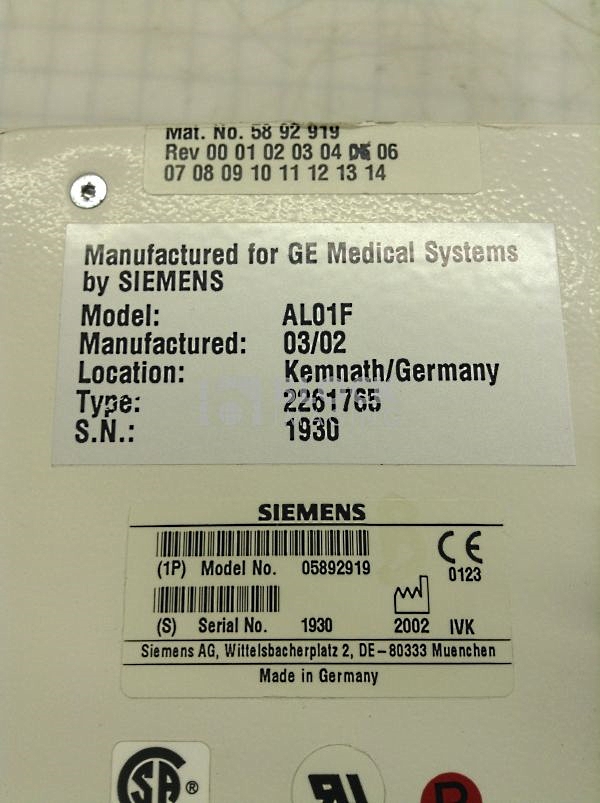 Mat. No. 58 92 919
Rev 00 01 02 03 04 05 06
07 08 09 10 11 12 13 14
Manufactured for GE Medical Systems
by SIEMENS
Model: AL01F
Manufactured: 03/02
Location: Kemnath/Germany
Type: 2261765
S.N.: 1930
SIEMENS
(1P) Model No. 05892919
CE 0123
(S) Serial No. 1930 2002 IVK
Siemens AG, Wittelsbacherplatz 2, DE-80333 Muenchen
Made in Germany
SA ®